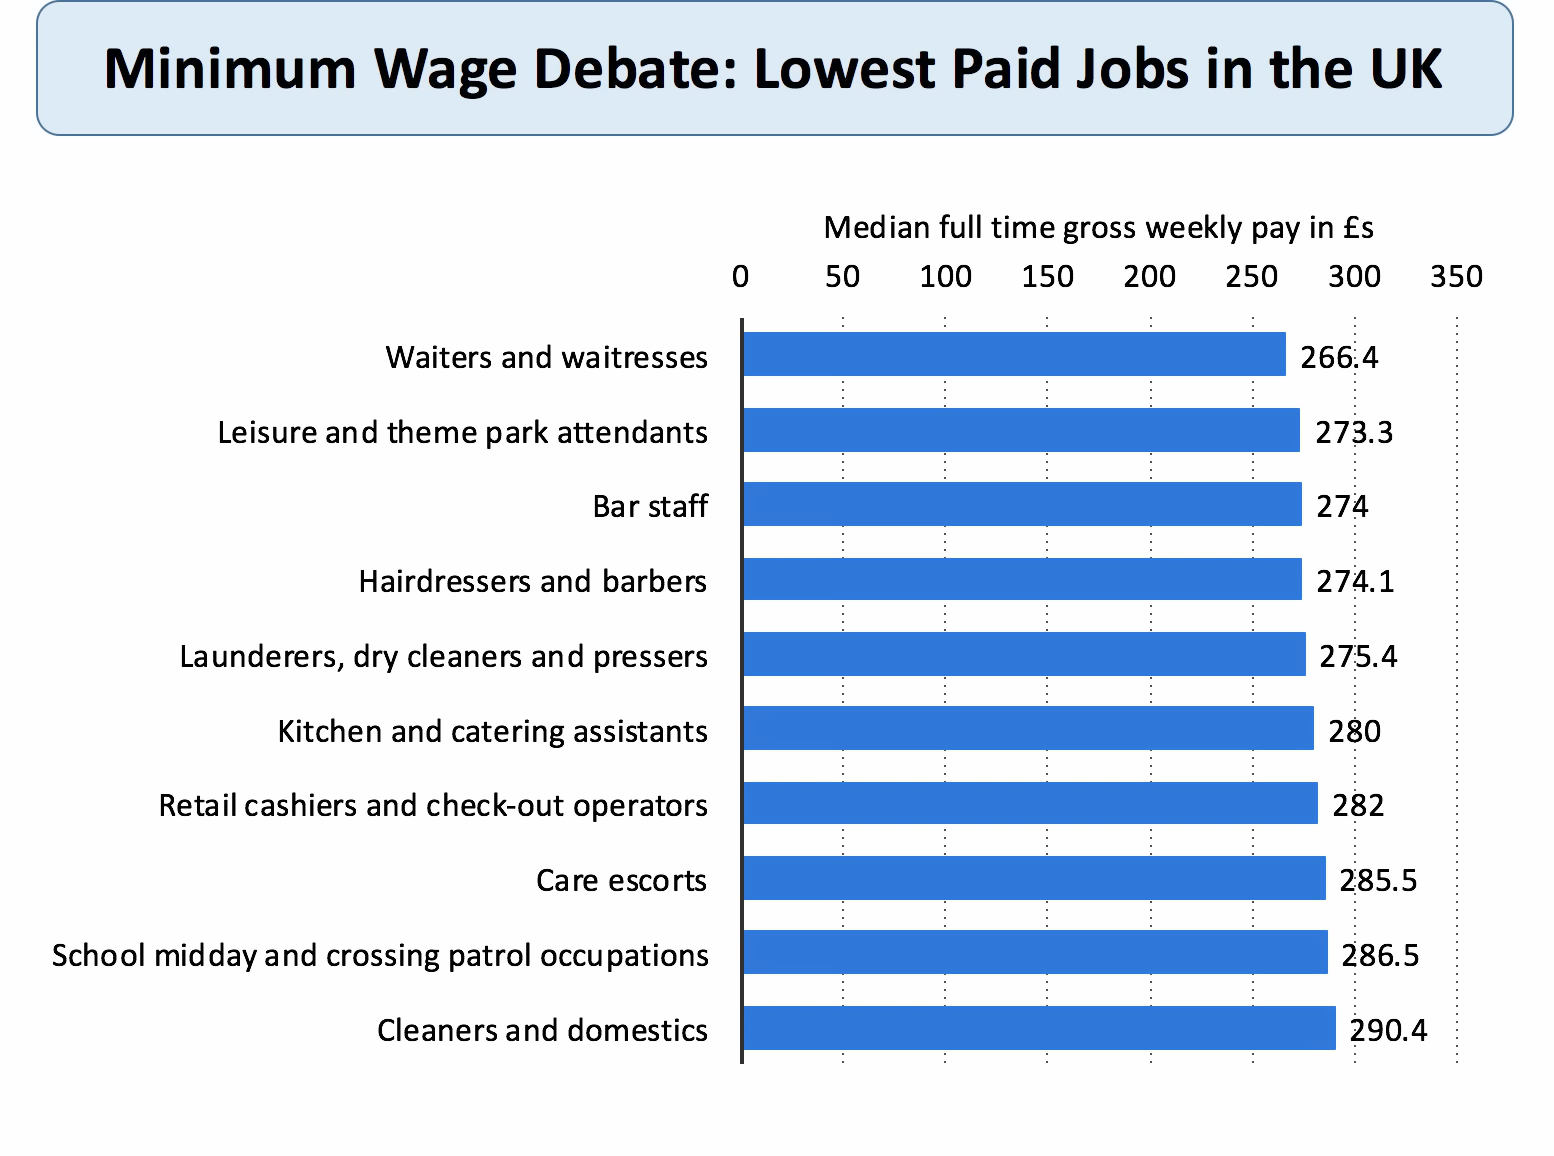 Minimum Wage Debate: Lowest Paid Jobs in the UK
Median full time gross weekly pay in £s
0 50 100 150 200 250 300 350
Waiters and waitresses 266.4
Leisure and theme park attendants 273.3
Bar staff 274
Hairdressers and barbers 274.1
Launderers, dry cleaners and pressers 275.4
Kitchen and catering assistants 280
Retail cashiers and check-out operators 282
Care escorts 285.5
School midday and crossing patrol occupations 286.5
Cleaners and domestics 290.4